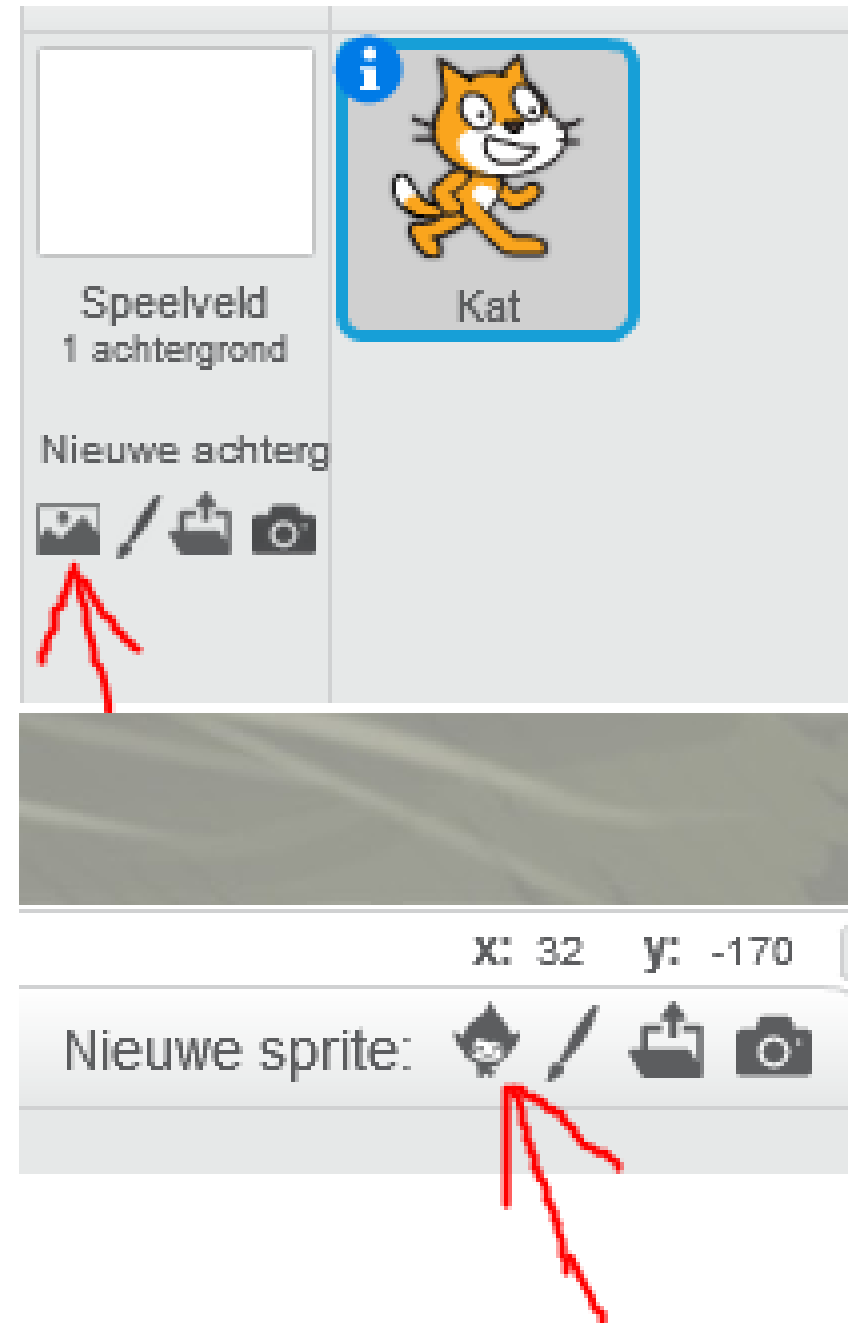 Kat
Speelveld
1 achtergrond
Nieuwe achterg
x: 32 y: -170
Nieuwe sprite: